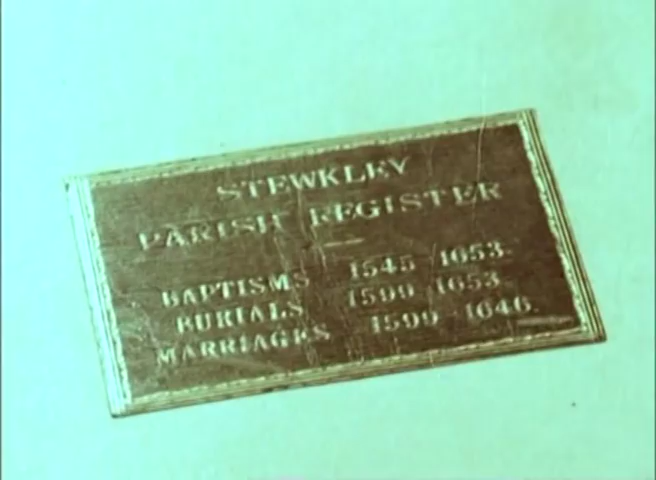 STEWKLEY
PARISH REGISTER
BAPTISMS 1545 1653.
BURIALS 1599 1653.
MARRIAGES 1599 1646.